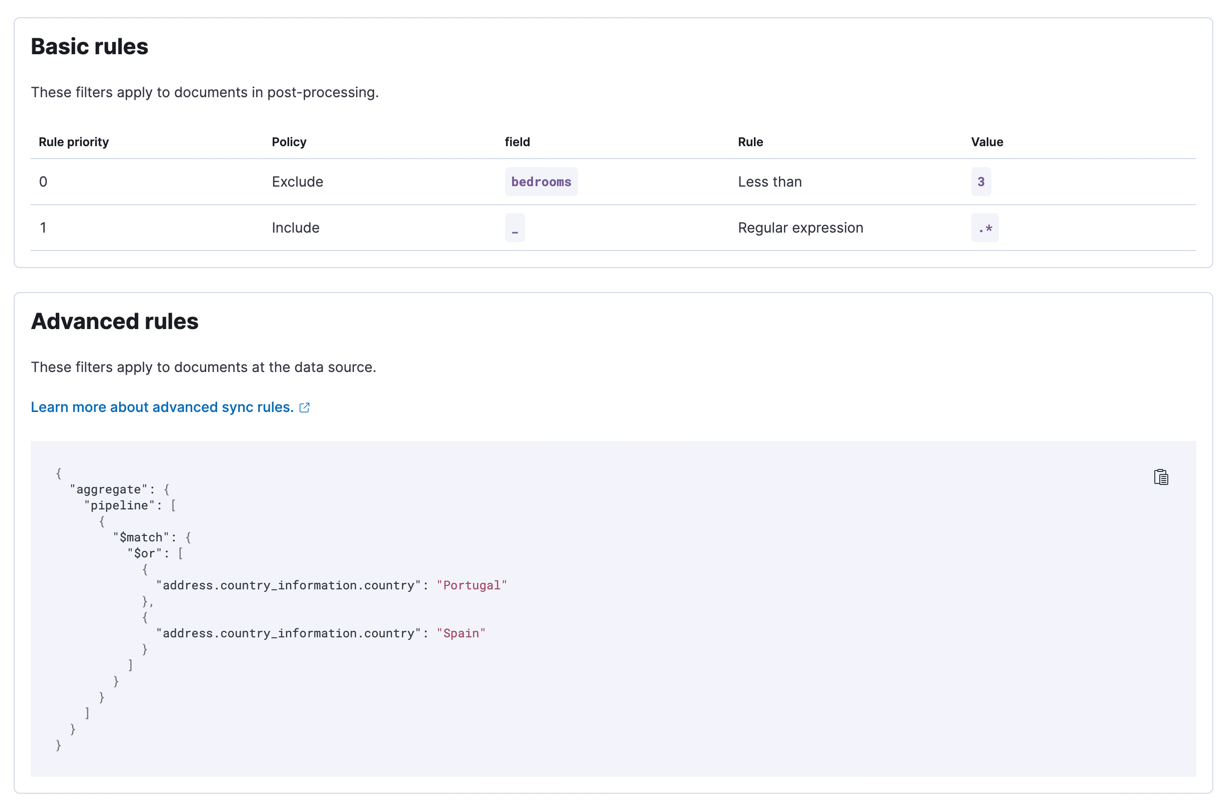 Basic rules
These filters apply to documents in post-processing.
Rule priority Policy field Rule Value
0 Exclude bedrooms Less than 3
1 Include _ Regular expression .*
Advanced rules
These filters apply to documents at the data source.
Learn more about advanced sync rules.
{
  "aggregate": {
    "pipeline": [
      {
        "$match": {
          "$or": [
            {
              "address.country_information.country": "Portugal"
            },
            {
              "address.country_information.country": "Spain"
            }
          ]
        }
      }
    ]
  }
}